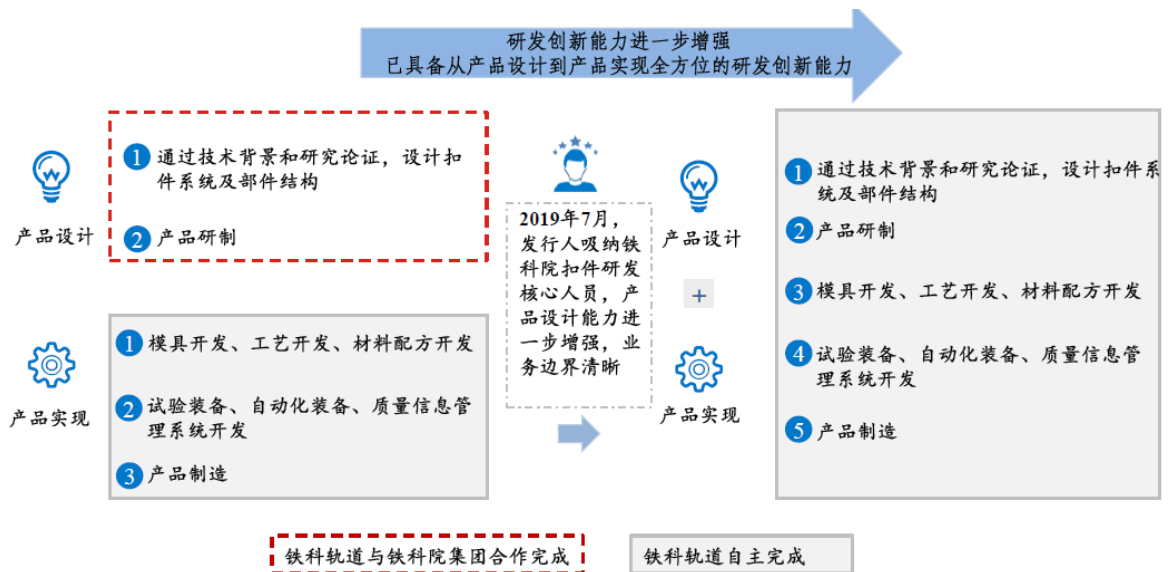 研发创新能力进一步增强
已具备从产品设计到产品实现全方位的研发创新能力
产品设计
1 通过技术背景和研究论证，设计扣
件系统及部件结构
2 产品研制
产品实现
1 模具开发、工艺开发、材料配方开发
2 试验装备、自动化装备、质量信息管
理系统开发
3 产品制造
2019年7月，
发行人吸纳铁
科院扣件研发
核心人员，产
品设计能力进
一步增强，业
务边界清晰
产品设计
+
产品实现
1 通过技术背景和研究论证，设计扣件系
统及部件结构
2 产品研制
3 模具开发、工艺开发、材料配方开发
4 试验装备、自动化装备、质量信息管
理系统开发
5 产品制造
铁科轨道与铁科院集团合作完成
铁科轨道自主完成